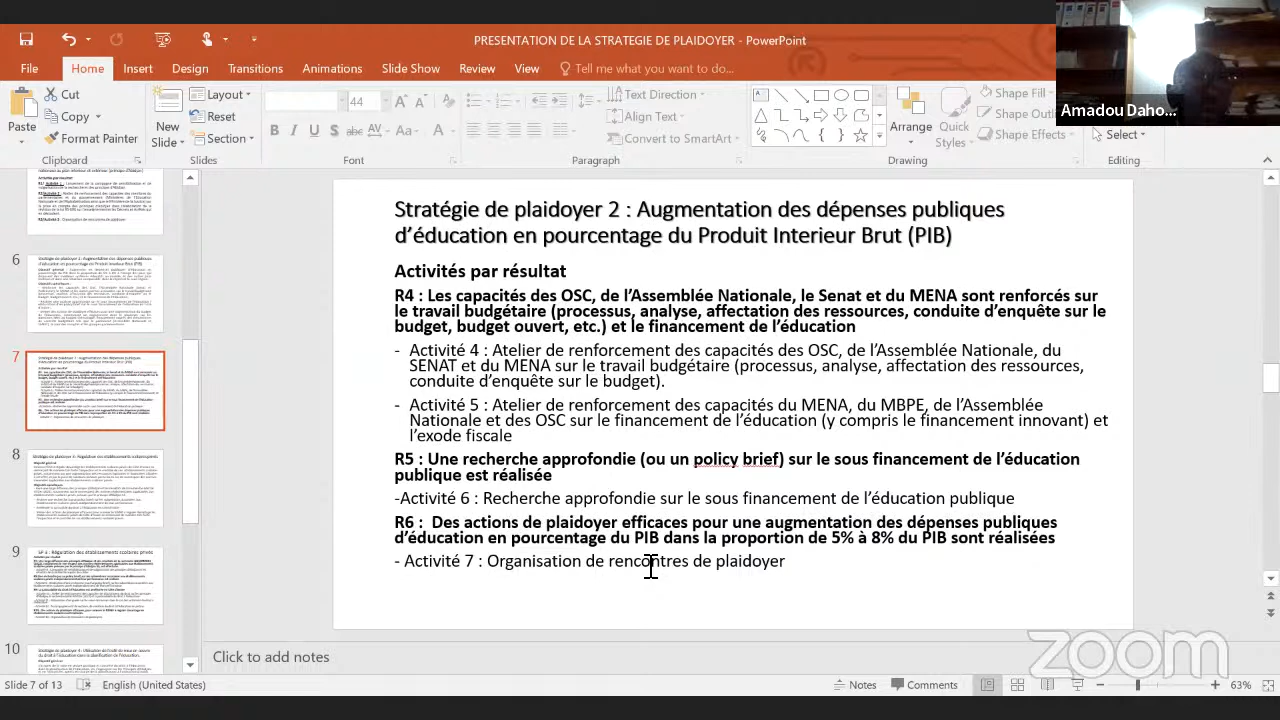 PRESENTATION DE LA STRATEGIE DE PLAIDOYER - PowerPoint
Amadou Daho...
File Home Insert Design Transitions Animations Slide Show Review View Tell me what you want to do...
Paste
Cut
Copy
Format Painter
Clipboard
New Slide
Layout
Reset
Section
Slides
44
Font
Text Direction
Align Text
Convert to SmartArt
Paragraph
Arrange
Quick Styles
Shape Fill
Shape Outli
Shape Effects
Drawing
Select
Editing
6
7
8
9
10
Stratégie de plaidoyer 2 : Augmentation des dépenses publiques
d'éducation en pourcentage du Produit Interieur Brut (PIB)
Activités par résultat
R4 : Les capacités des OSC, de l'Assemblée Nationale, le Senat et du MENA sont renforcés sur
le travail budgétaire (processus, analyse, affectation des ressources, conduite d'enquête sur le
budget, budget ouvert, etc.) et le financement de l'éducation
Activité 4 : Atelier de renforcement des capacités des OSC, de l'Assemblée Nationale, du
SENAT et du MENA sur le travail budgétaire (processus, analyse, affectation des ressources,
conduite d'enquête sur le budget).
Activité 5 : Atelier de renforcement des capacités du MENA, du MBPE, de l'Assemblée
Nationale et des OSC sur le financement de l'éducation (y compris le financement innovant) et
l'exode fiscale
R5 : Une recherche approfondie (ou un policie brief) sur le sous financement de l'éducation
publique est réalisée
-Activité 6 : Recherche approfondie sur le sous financement de l'éducation publique
R6 : Des actions de plaidoyer efficaces pour une augmentation des dépenses publiques
d'éducation en pourcentage du PIB dans la proportion de 5% à 8% du PIB sont réalisées
- Activité 7 : Organisation de rencontres de plaidoyer.
Click to add notes
zoom
Slide 7 of 13 English (United States) Notes Comments 63%